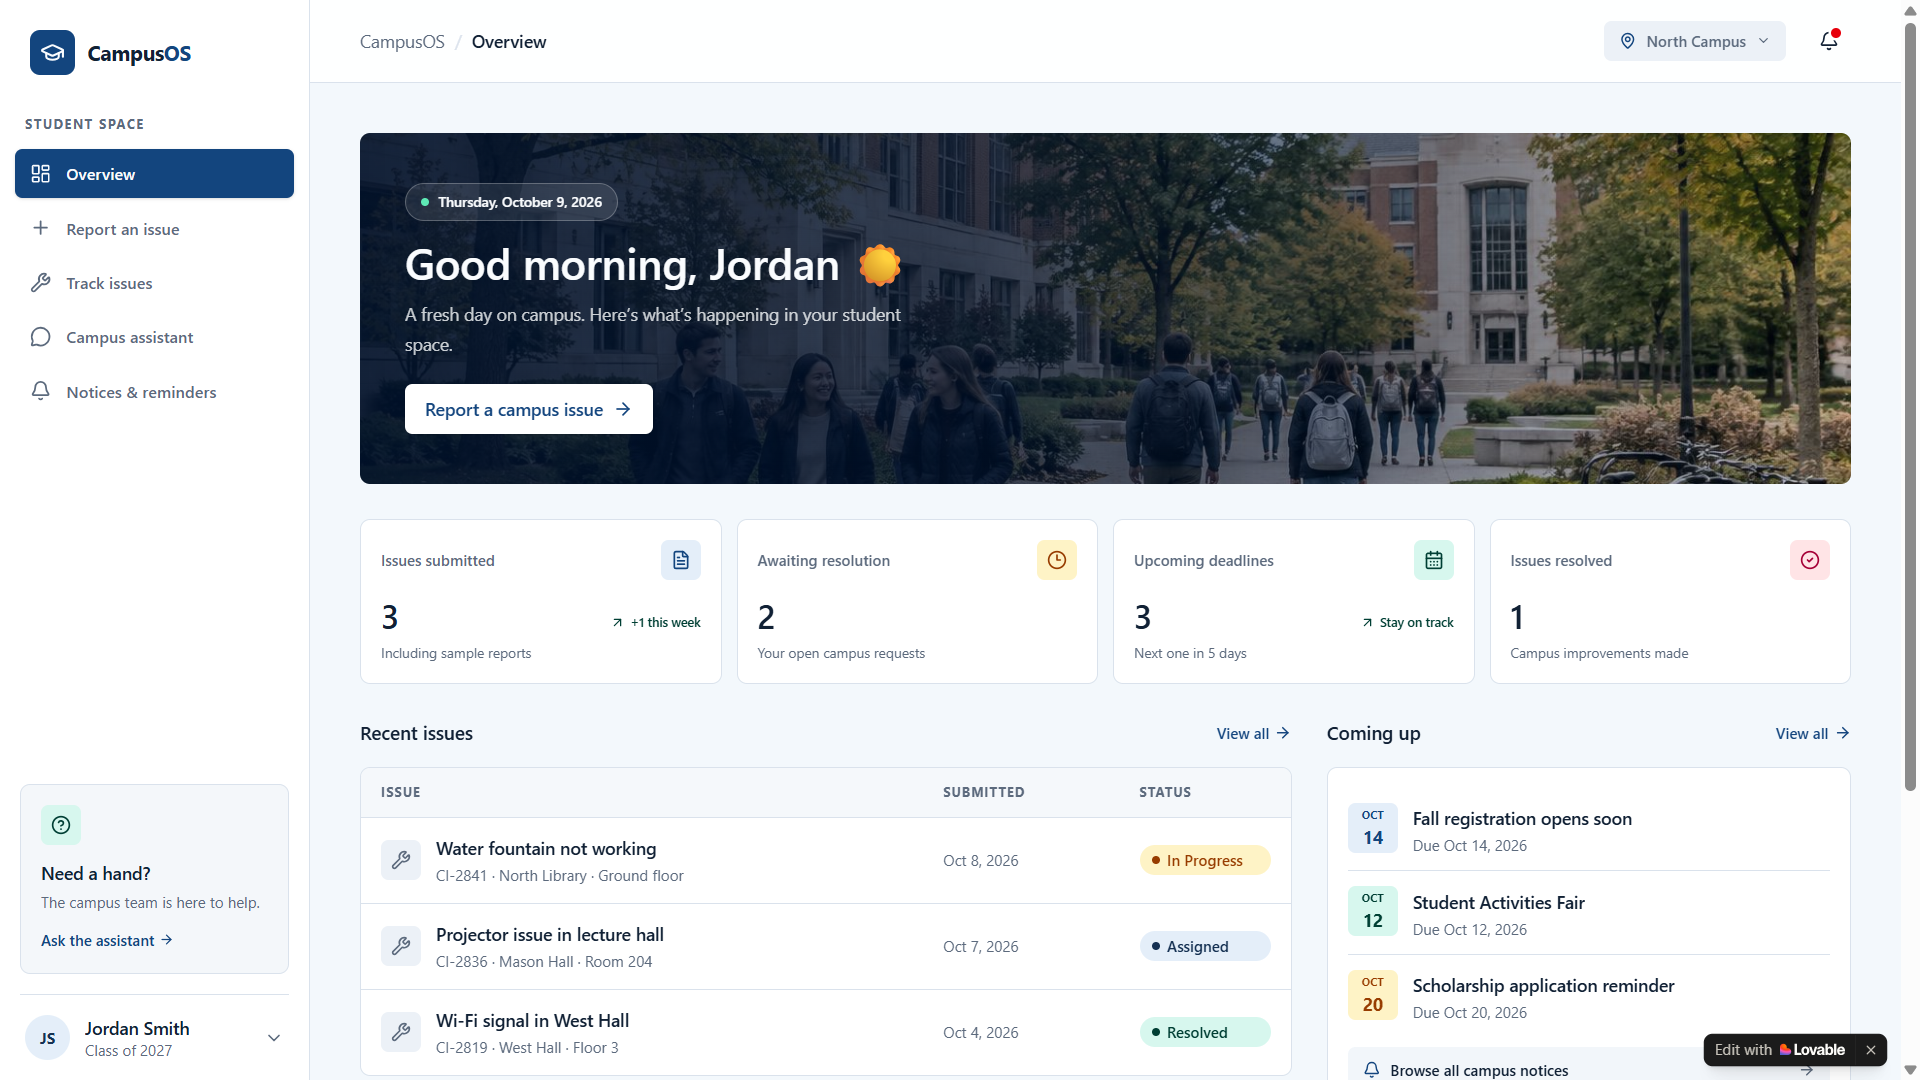 CampusOS
STUDENT SPACE
Overview
Report an issue
Track issues
Campus assistant
Notices & reminders
Need a hand?
The campus team is here to help.
Ask the assistant
JS
Jordan Smith
Class of 2027
CampusOS / Overview
North Campus
Thursday, October 9, 2026
Good morning, Jordan
A fresh day on campus. Here's what's happening in your student
space.
Report a campus issue
Issues submitted
3
+1 this week
Including sample reports
Awaiting resolution
2
Your open campus requests
Upcoming deadlines
3
Stay on track
Next one in 5 days
Issues resolved
1
Campus improvements made
Recent issues
View all
ISSUE SUBMITTED STATUS
Water fountain not working
CI-2841 · North Library · Ground floor
Oct 8, 2026
In Progress
Projector issue in lecture hall
CI-2836 · Mason Hall · Room 204
Oct 7, 2026
Assigned
Wi-Fi signal in West Hall
CI-2819 · West Hall · Floor 3
Oct 4, 2026
Resolved
Coming up
View all
OCT
14
Fall registration opens soon
Due Oct 14, 2026
OCT
12
Student Activities Fair
Due Oct 12, 2026
OCT
20
Scholarship application reminder
Due Oct 20, 2026
Browse all campus notices
Edit with Lovable